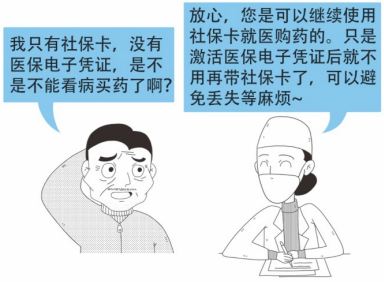 我只有社保卡，没有
医保电子凭证，是不
是不能看病买药了啊？
放心，您是可以继续使用
社保卡就医购药的。只是
激活医保电子凭证后就不
用再带社保卡了，可以避
免丢失等麻烦~